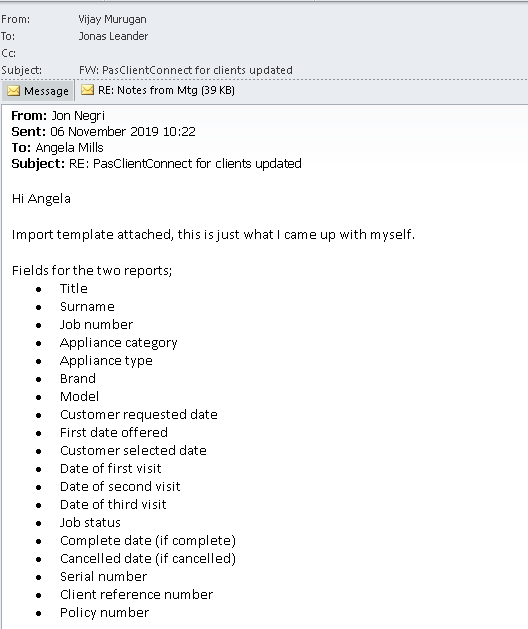 From: Vijay Murugan
To: Jonas Leander
Cc:
Subject: FW: PasClientConnect for clients updated
Message RE: Notes from Mtg (39 KB)
From: Jon Negri
Sent: 06 November 2019 10:22
To: Angela Mills
Subject: RE: PasClientConnect for clients updated
Hi Angela
Import template attached, this is just what I came up with myself.
Fields for the two reports;
• Title
• Surname
• Job number
• Appliance category
• Appliance type
• Brand
• Model
• Customer requested date
• First date offered
• Customer selected date
• Date of first visit
• Date of second visit
• Date of third visit
• Job status
• Complete date (if complete)
• Cancelled date (if cancelled)
• Serial number
• Client reference number
• Policy number